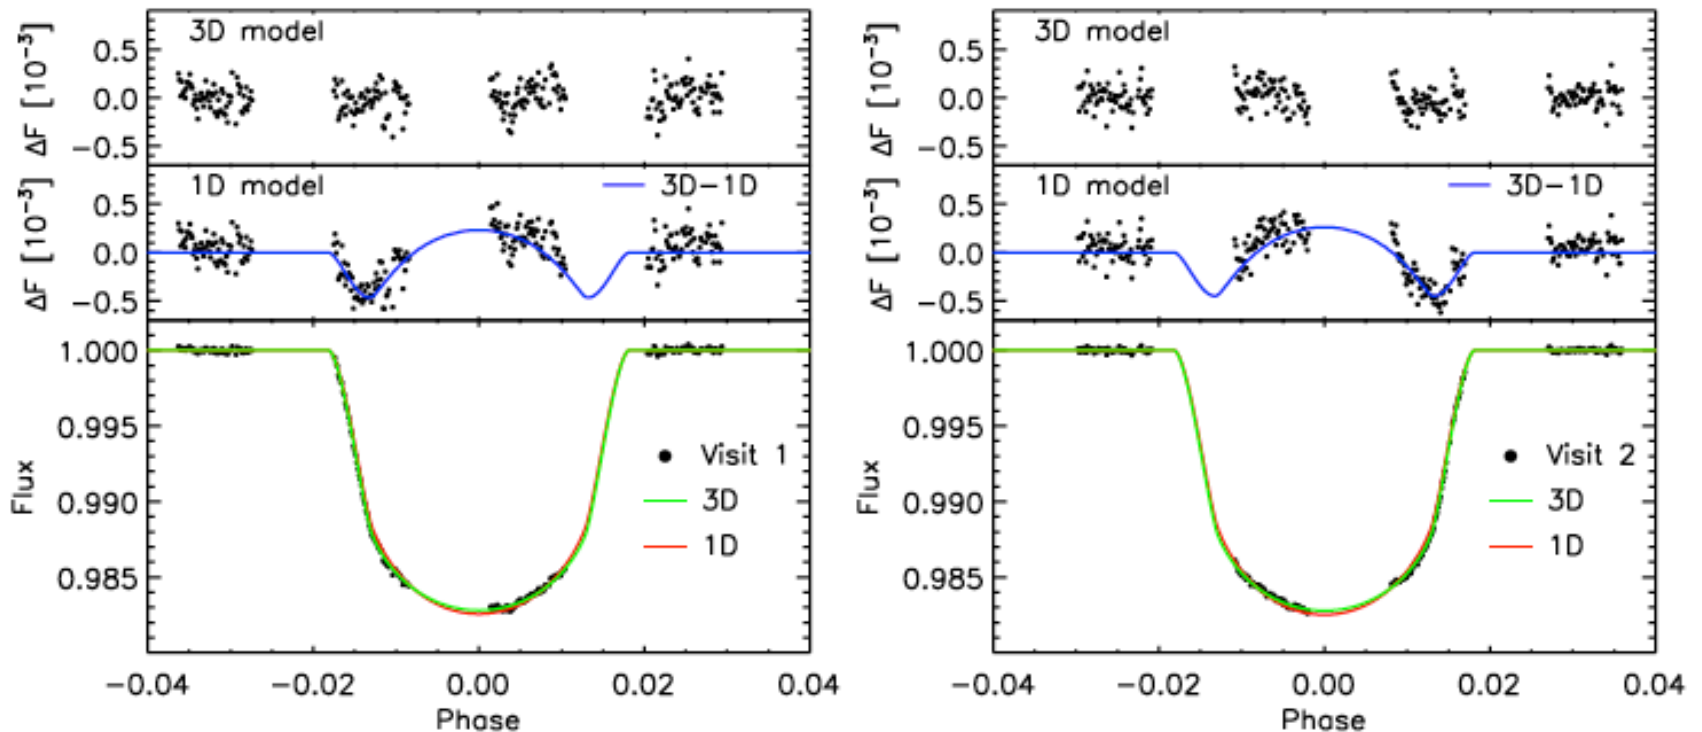 3D model
ΔF [10⁻³]
0.5
0.0
−0.5
1D model
3D−1D
ΔF [10⁻³]
0.5
0.0
−0.5
Flux
1.000
0.995
0.990
0.985
Visit 1
3D
1D
−0.04 −0.02 0.00 0.02 0.04
Phase
3D model
ΔF [10⁻³]
0.5
0.0
−0.5
1D model
3D−1D
ΔF [10⁻³]
0.5
0.0
−0.5
Flux
1.000
0.995
0.990
0.985
Visit 2
3D
1D
−0.04 −0.02 0.00 0.02 0.04
Phase